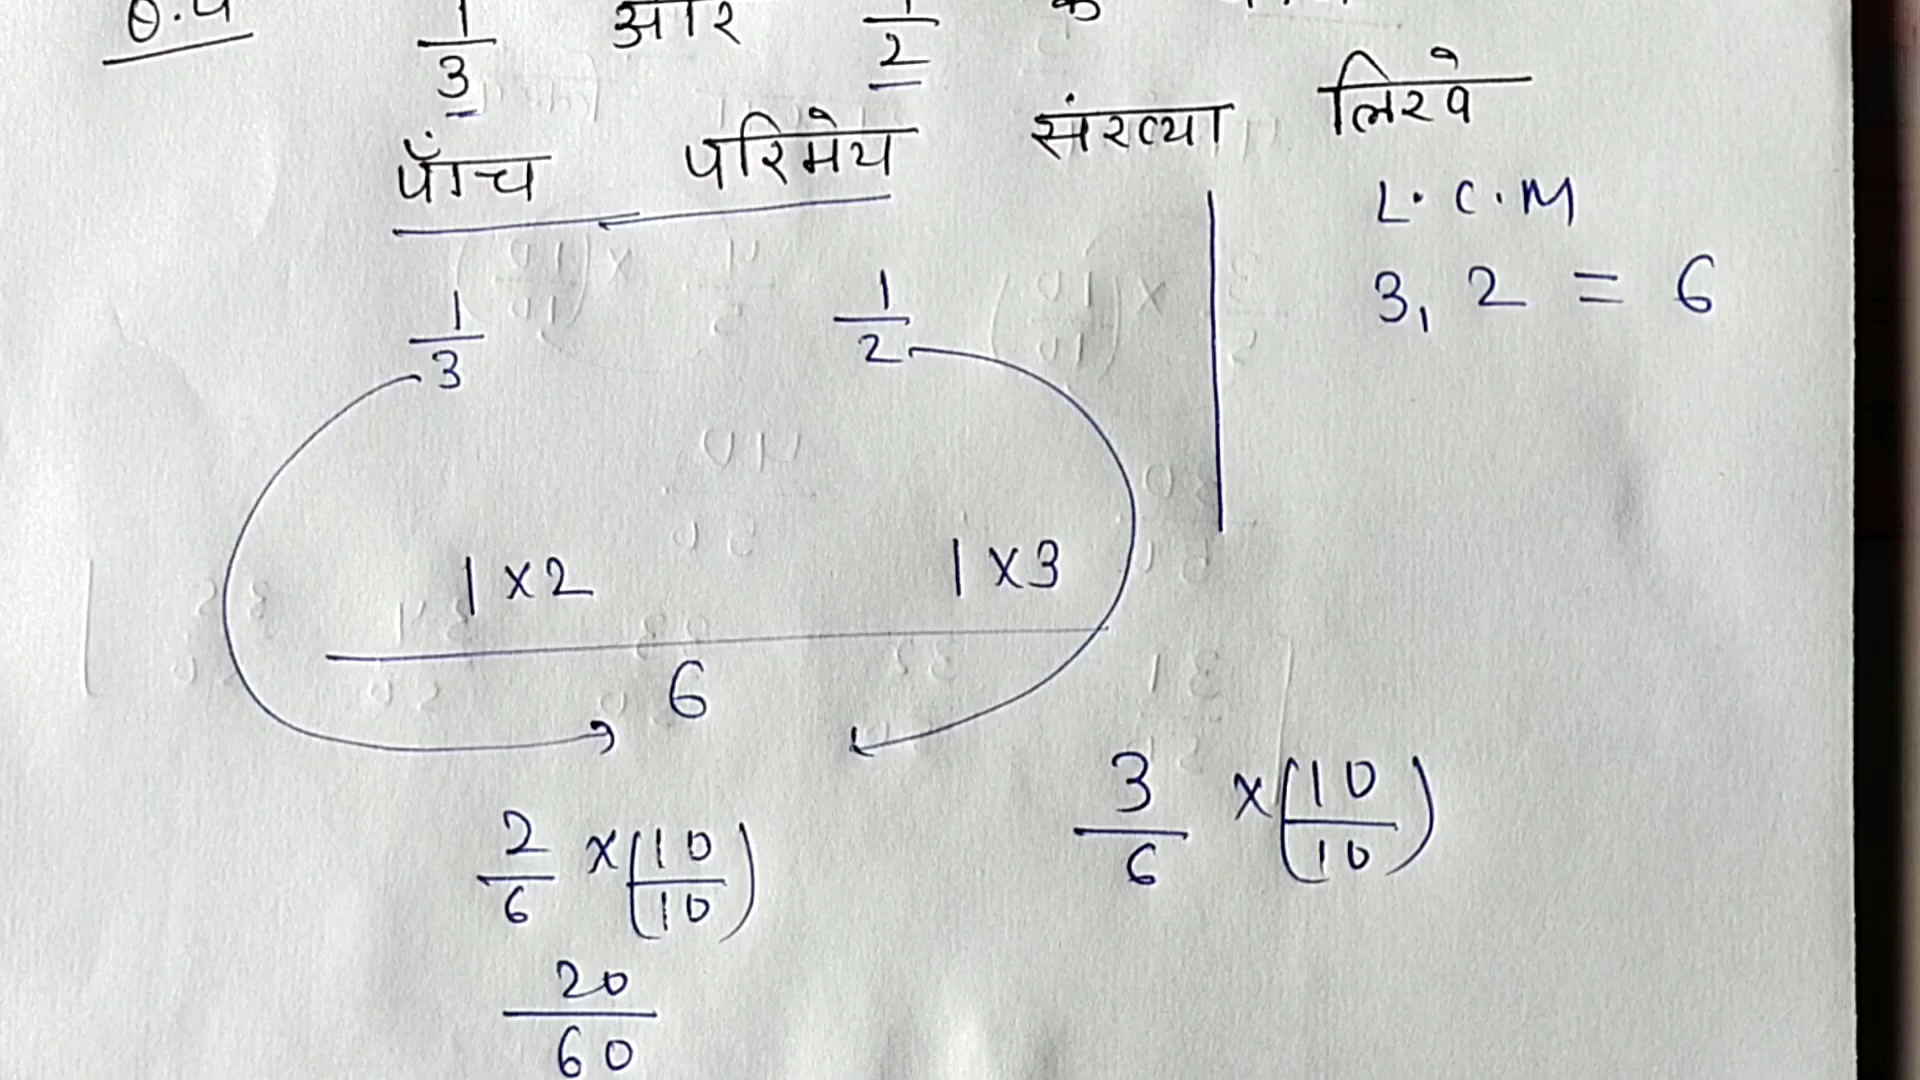 1/3 और 1/2 के
पाँच परिमेय संख्या लिखे
L.C.M
3, 2 = 6
1/3 1/2
1 x 2 1 x 3
6
2/6 x (10/10) 3/6 x (10/10)
20/60